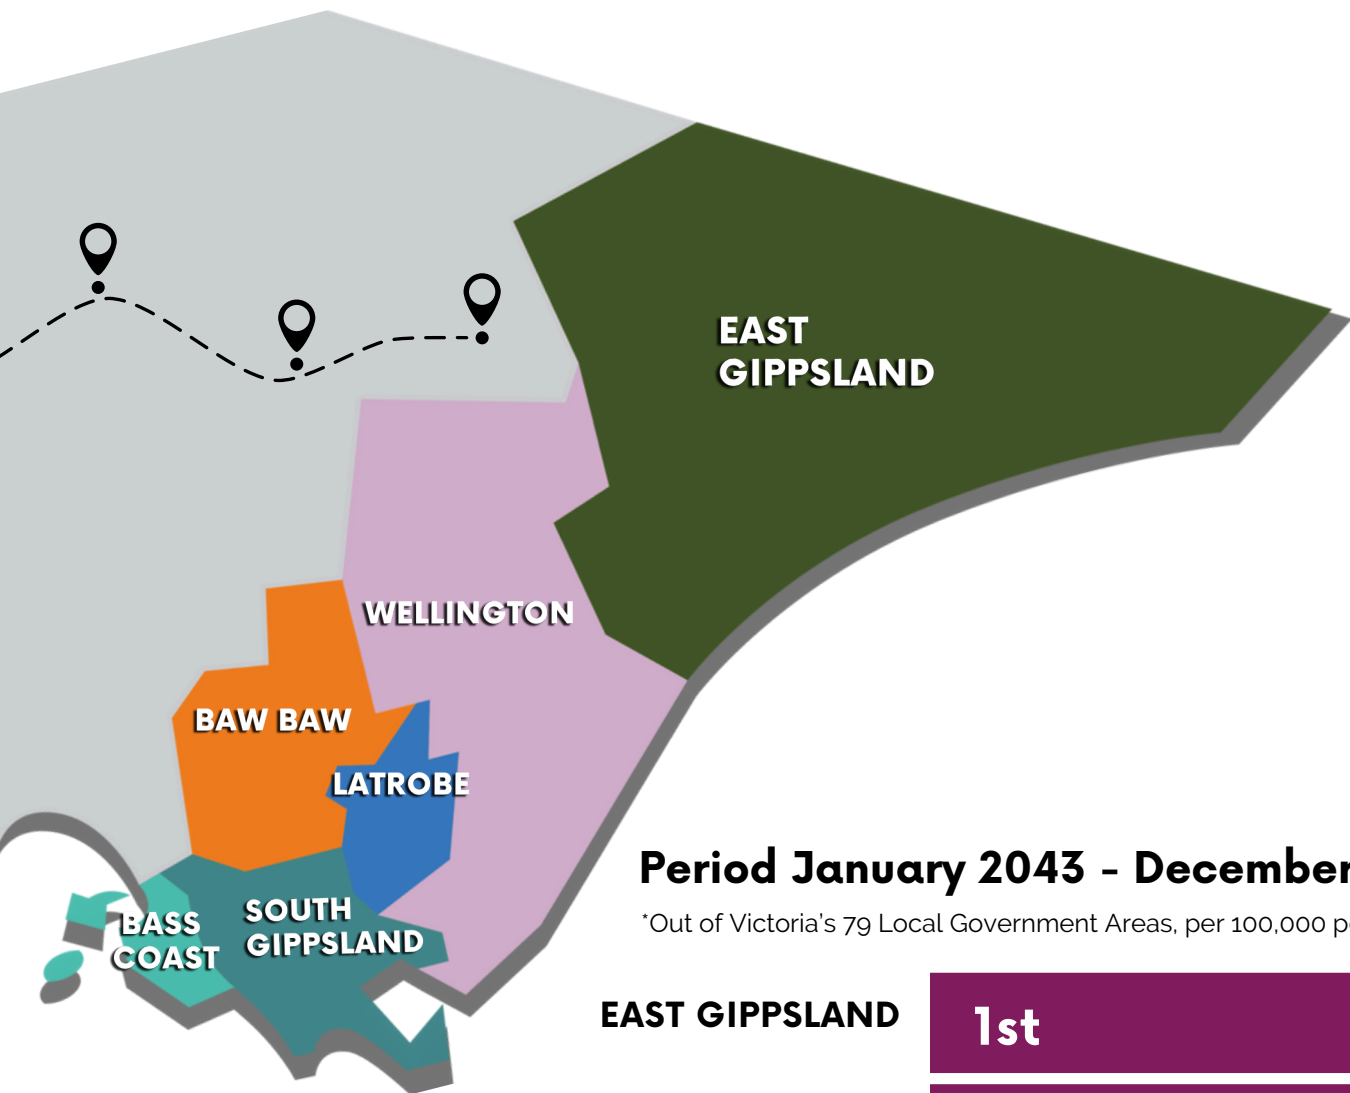 EAST
GIPPSLAND
WELLINGTON
BAW BAW
LATROBE
SOUTH
GIPPSLAND
BASS
COAST
Period January 2043 - December
*Out of Victoria's 79 Local Government Areas, per 100,000
EAST GIPPSLAND
1st